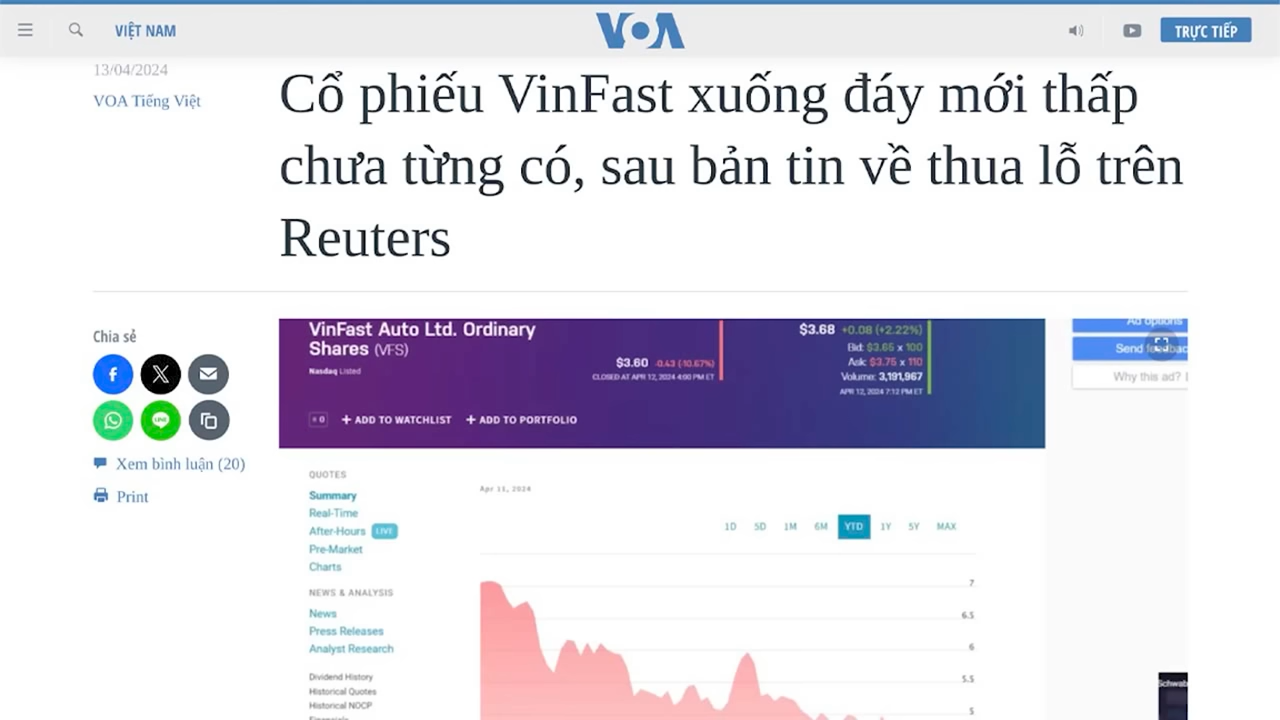 VIỆT NAM
VOA
TRỰC TIẾP
13/04/2024
VOA Tiếng Việt
Cổ phiếu VinFast xuống đáy mới thấp
chưa từng có, sau bản tin về thua lỗ trên
Reuters
Chia sẻ
Xem bình luận (20)
Print
VinFast Auto Ltd. Ordinary
Shares (VFS)
Nasdaq Listed
$3.60 -0.43 (-10.67%)
CLOSED AT APR 12, 2024 4:00 PM ET
$3.68 +0.08 (+2.22%)
Bid: $3.65 x 100
Ask: $3.75 x 110
Volume: 3,191,967
APR 12, 2024 7:12 PM ET
+ ADD TO WATCHLIST + ADD TO PORTFOLIO
Ad options
Send feedbac
Why this ad?
QUOTES
Summary
Real-Time
After-Hours LIVE
Pre-Market
Charts
NEWS & ANALYSIS
News
Press Releases
Analyst Research
Dividend History
Historical Quotes
Historical NOCP
Apr 11, 2024
1D 5D 1M 6M YTD 1Y 5Y MAX
7
6.5
6
5.5
5
Schwab